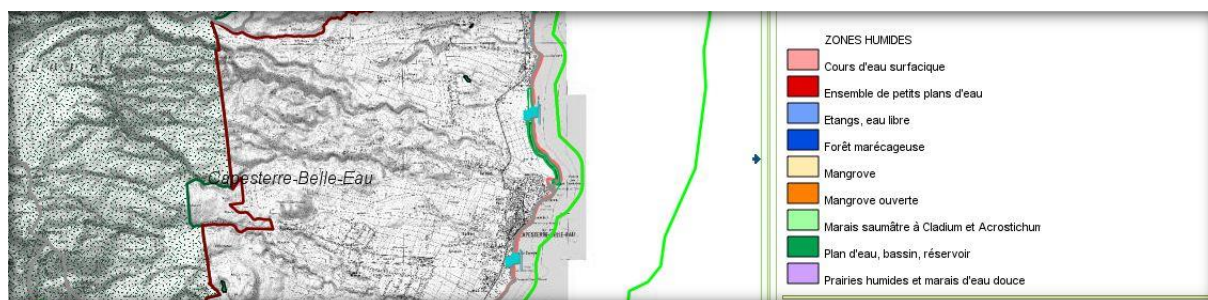 Capesterre-Belle-Eau
ZONES HUMIDES
Cours d'eau surfacique
Ensemble de petits plans d'eau
Etangs, eau libre
Forêt marécageuse
Mangrove
Mangrove ouverte
Marais saumâtre à Cladium et Acrostichum
Plan d'eau, bassin, réservoir
Prairies humides et marais d'eau douce